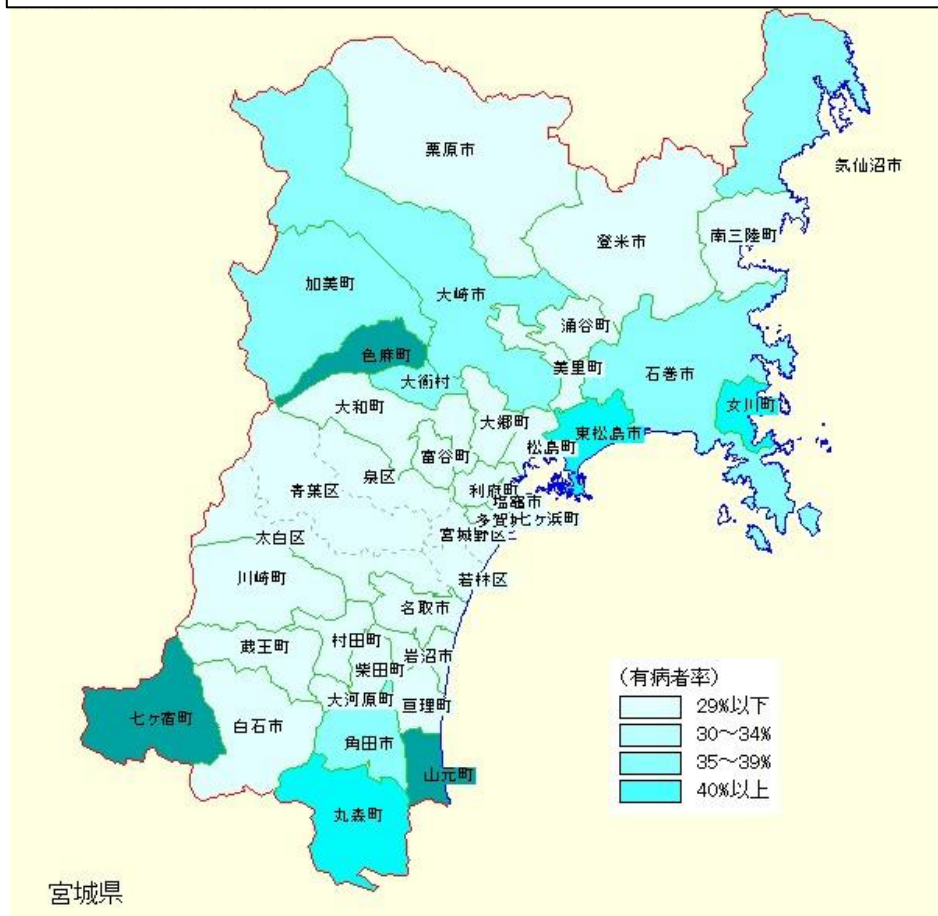 栗原市
気仙沼市
登米市
南三陸町
加美町
大崎市
涌谷町
色麻町
美里町
石巻市
大衡村
大和町
大郷町
女川町
東松島市
松島町
富谷町
泉区
青葉区
利府町
塩竈市
多賀城
七ヶ浜町
宮城野区
太白区
川崎町
若林区
名取市
村田町
蔵王町
岩沼市
柴田町
大河原町
亘理町
七ヶ宿町
白石市
角田市
山元町
丸森町
(有病者率)
29%以下
30～34%
35～39%
40%以上
宮城県